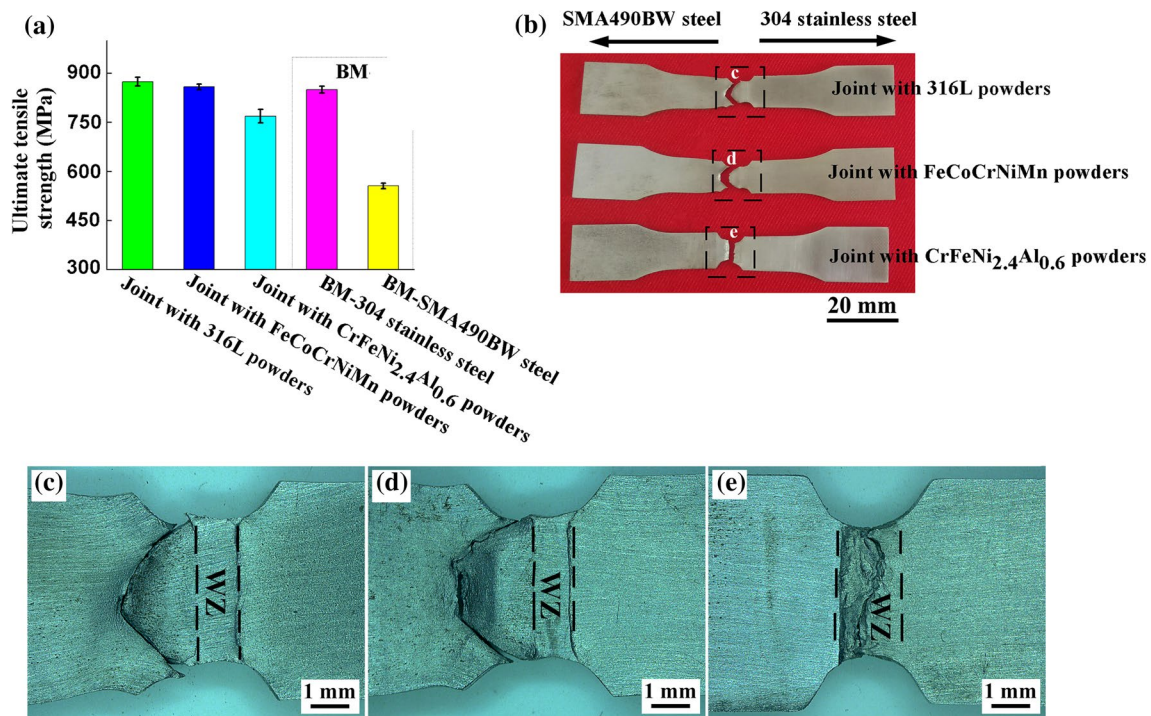 (a)
Ultimate tensile
strength (MPa)
900
750
600
450
300
BM
Joint with 316L powders
Joint with FeCoCrNiMn powders
Joint with CrFeNi2.4Al0.6 powders
BM-304 stainless steel
BM-SMA490BW steel
(b)
SMA490BW steel
304 stainless steel
c
Joint with 316L powders
d
Joint with FeCoCrNiMn powders
e
Joint with CrFeNi2.4Al0.6 powders
20 mm
(c)
WZ
1 mm
(d)
WZ
1 mm
(e)
WZ
1 mm